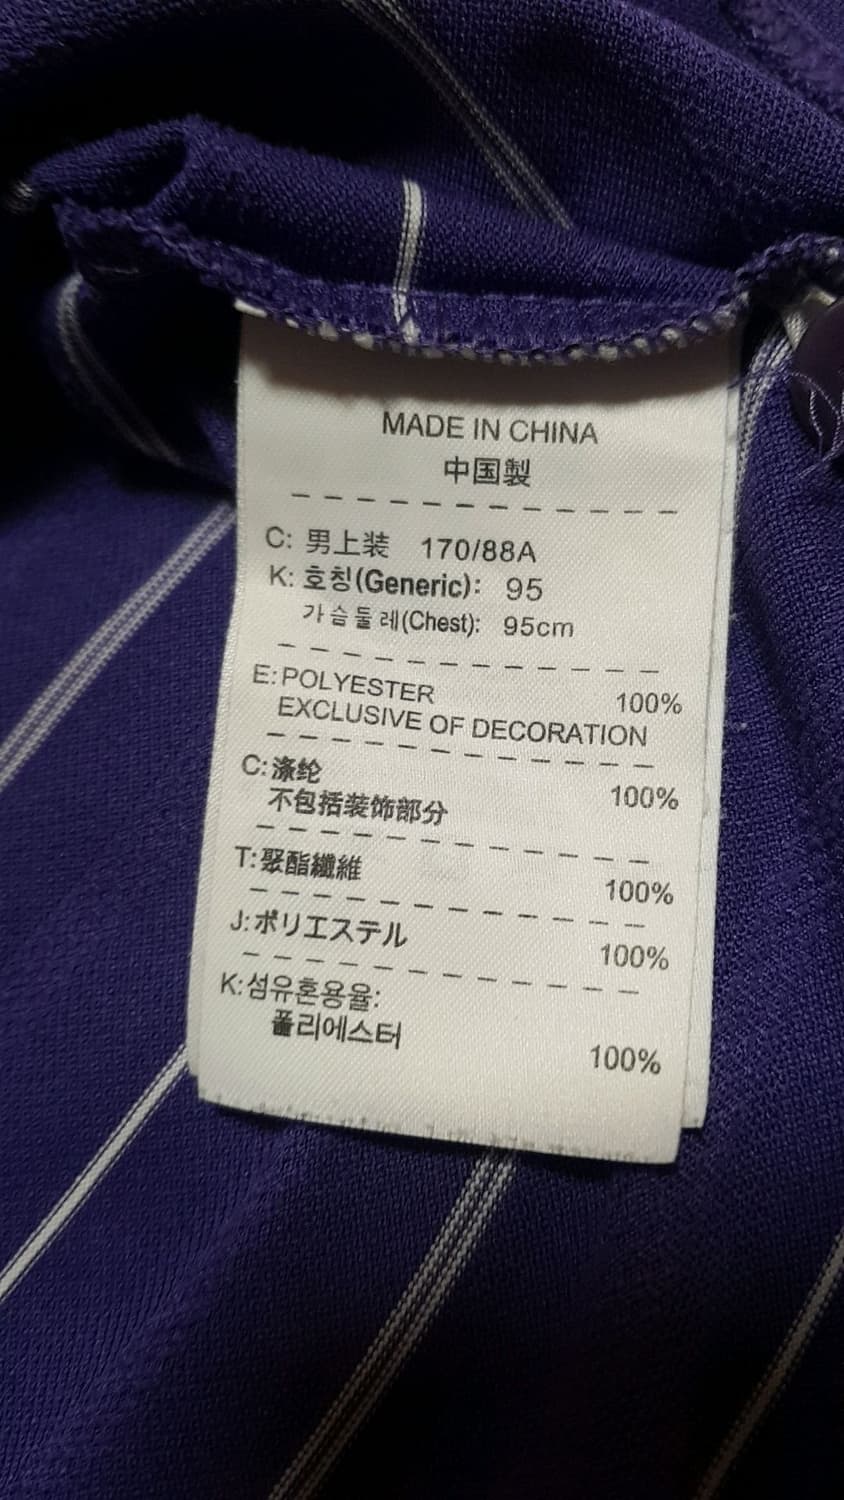 MADE IN CHINA
中国製
C: 男上装 170/88A
K: 호칭(Generic): 95
가슴둘레(Chest): 95cm
E: POLYESTER 100%
EXCLUSIVE OF DECORATION
C: 涤纶 100%
不包括装饰部分
T: 聚酯纖維 100%
J: ポリエステル 100%
K: 섬유혼용율:
폴리에스터 100%